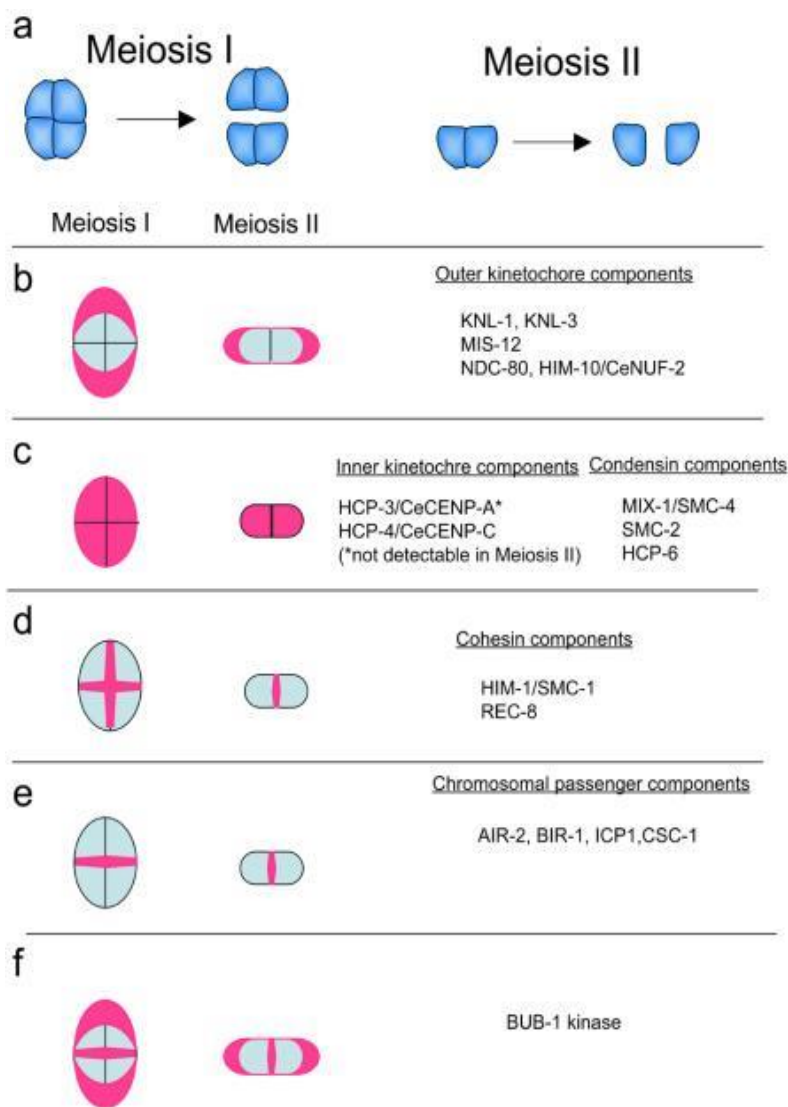 a
Meiosis I
Meiosis II
Meiosis I
Meiosis II
b
Outer kinetochore components
KNL-1, KNL-3
MIS-12
NDC-80, HIM-10/CeNUF-2
c
Inner kinetochre components
HCP-3/CeCENP-A*
HCP-4/CeCENP-C
(*not detectable in Meiosis II)
Condensin components
MIX-1/SMC-4
SMC-2
HCP-6
d
Cohesin components
HIM-1/SMC-1
REC-8
e
Chromosomal passenger components
AIR-2, BIR-1, ICP1,CSC-1
f
BUB-1 kinase